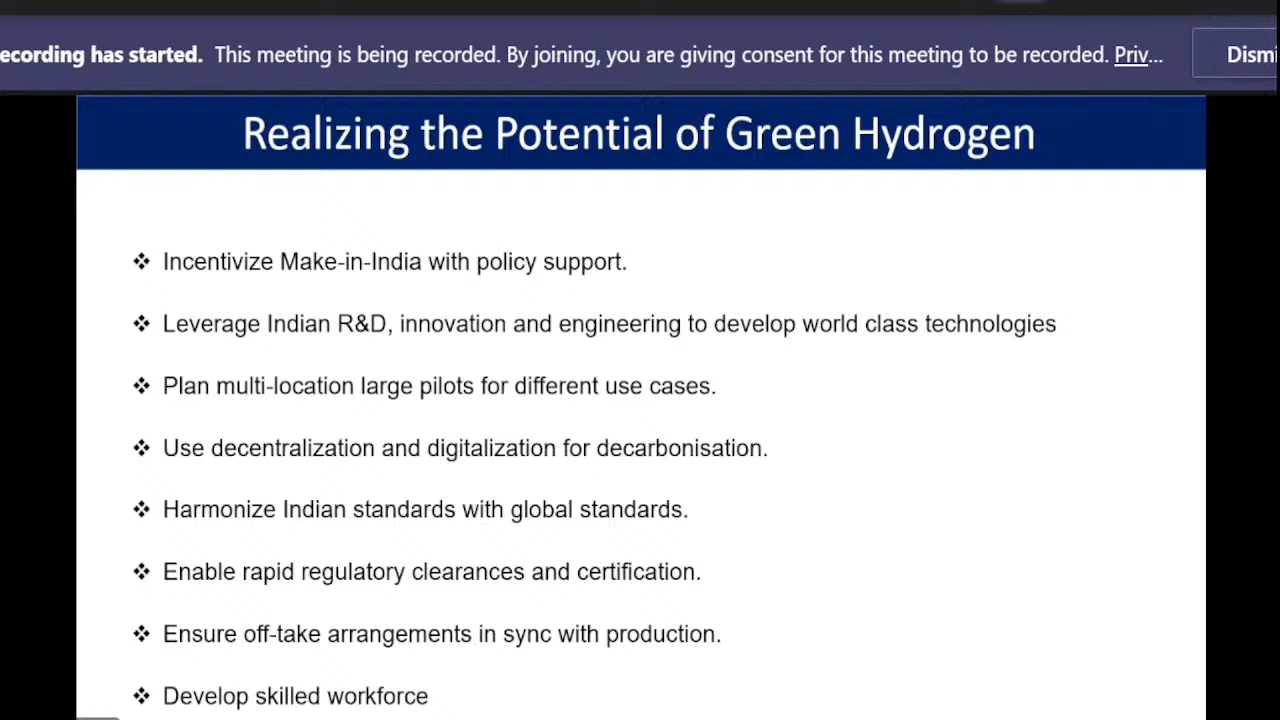 ecording has started. This meeting is being recorded. By joining, you are giving consent for this meeting to be recorded. Priv... Dismi
Realizing the Potential of Green Hydrogen
❖ Incentivize Make-in-India with policy support.
❖ Leverage Indian R&D, innovation and engineering to develop world class technologies
❖ Plan multi-location large pilots for different use cases.
❖ Use decentralization and digitalization for decarbonisation.
❖ Harmonize Indian standards with global standards.
❖ Enable rapid regulatory clearances and certification.
❖ Ensure off-take arrangements in sync with production.
❖ Develop skilled workforce